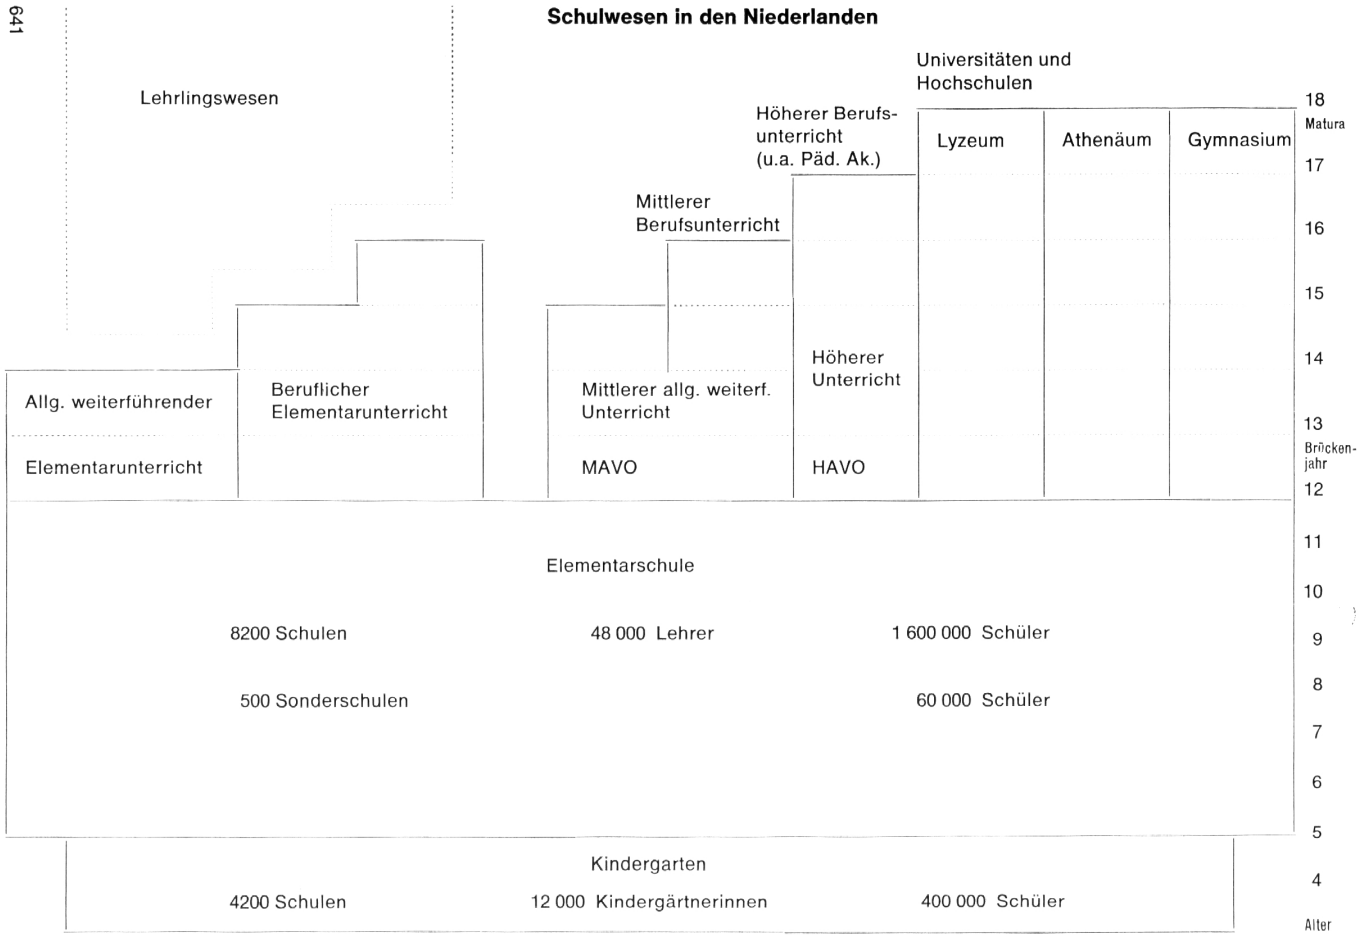 641
Schulwesen in den Niederlanden
Universitäten und
Hochschulen
Lehrlingswesen
18
Matura
Höherer Berufs-
unterricht
(u.a. Päd. Ak.)
Lyzeum
Athenäum
Gymnasium
17
Mittlerer
Berufsunterricht
16
15
14
Höherer
Unterricht
Beruflicher
Elementarunterricht
Mittlerer allg. weiterf.
Unterricht
Allg. weiterführender
13
Brücken-
jahr
Elementarunterricht
MAVO
HAVO
12
11
Elementarschule
10
8200 Schulen
48 000 Lehrer
1 600 000 Schüler
9
8
500 Sonderschulen
60 000 Schüler
7
6
5
Kindergarten
4
4200 Schulen
12 000 Kindergärtnerinnen
400 000 Schüler
Alter